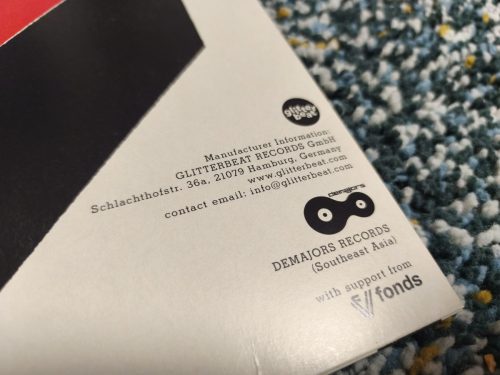 glitter
beat
Manufacturer Information:
GLITTERBEAT RECORDS GmbH
Schlachthofstr. 36a, 21079 Hamburg, Germany
www.glitterbeat.com
contact email: info@glitterbeat.com
demajors
DEMAJORS RECORDS
(Southeast Asia)
with support from
fonds